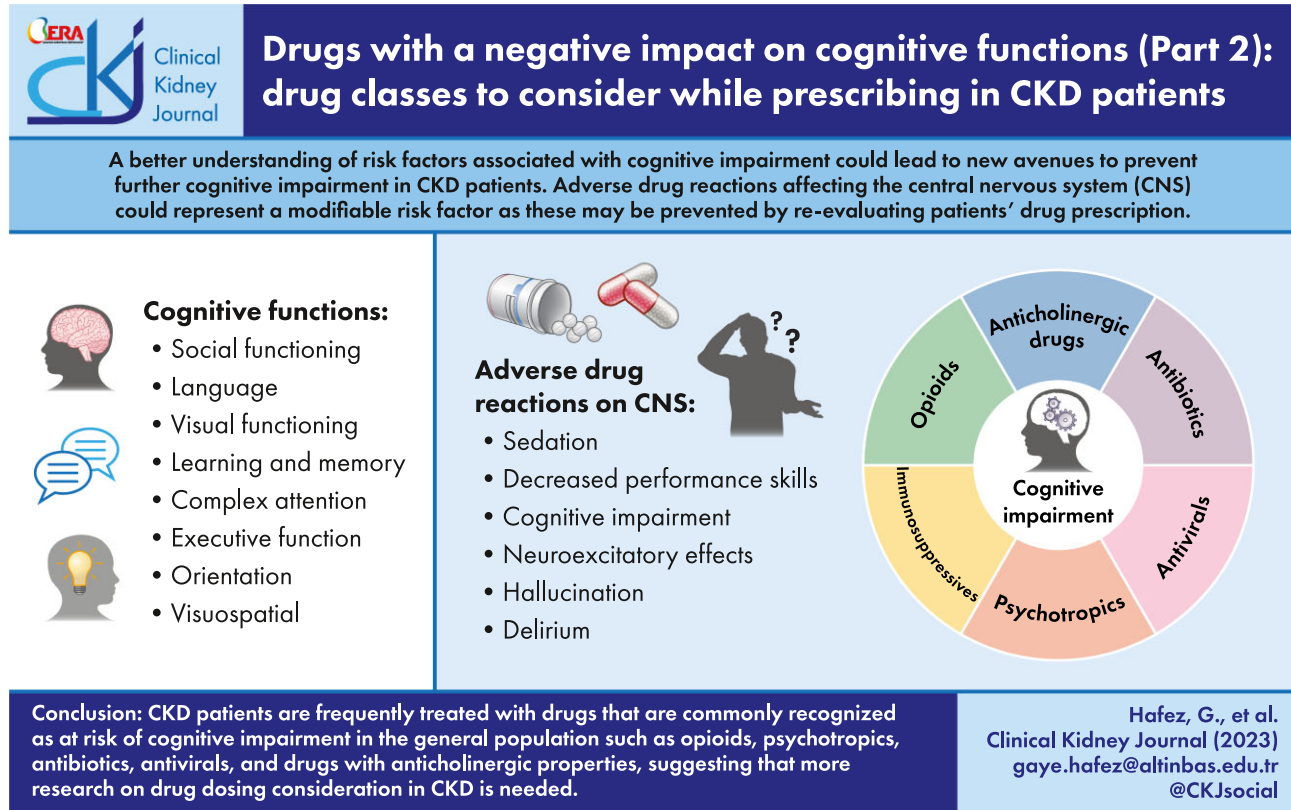 ERA
CKJ
Clinical
Kidney
Journal
Drugs with a negative impact on cognitive functions (Part 2):
drug classes to consider while prescribing in CKD patients
A better understanding of risk factors associated with cognitive impairment could lead to new avenues to prevent
further cognitive impairment in CKD patients. Adverse drug reactions affecting the central nervous system (CNS)
could represent a modifiable risk factor as these may be prevented by re-evaluating patients’ drug prescription.
Cognitive functions:
• Social functioning
• Language
• Visual functioning
• Learning and memory
• Complex attention
• Executive function
• Orientation
• Visuospatial
? ?
Adverse drug
reactions on CNS:
• Sedation
• Decreased performance skills
• Cognitive impairment
• Neuroexcitatory effects
• Hallucination
• Delirium
Anticholinergic
drugs
Antibiotics
Antivirals
Psychotropics
Immunosuppressives
Opioids
Cognitive
impairment
Conclusion: CKD patients are frequently treated with drugs that are commonly recognized
as at risk of cognitive impairment in the general population such as opioids, psychotropics,
antibiotics, antivirals, and drugs with anticholinergic properties, suggesting that more
research on drug dosing consideration in CKD is needed.
Hafez, G., et al.
Clinical Kidney Journal (2023)
gaye.hafez@altinbas.edu.tr
@CKJsocial